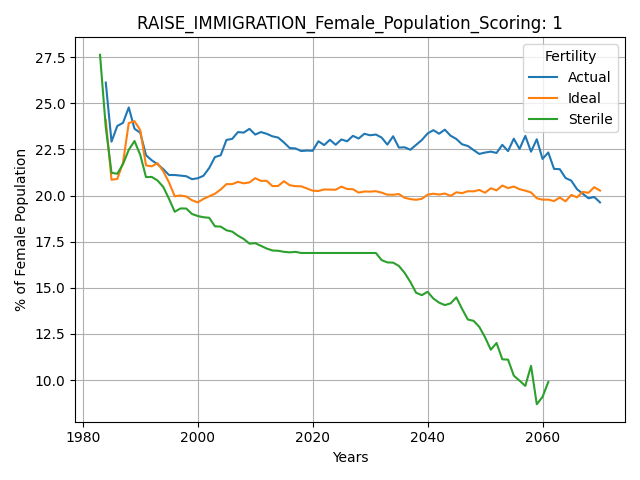 RAISE_IMMIGRATION_Female_Population_Scoring: 1
Fertility
Actual
Ideal
Sterile
% of Female Population
27.5
25.0
22.5
20.0
17.5
15.0
12.5
10.0
1980 2000 2020 2040 2060
Years